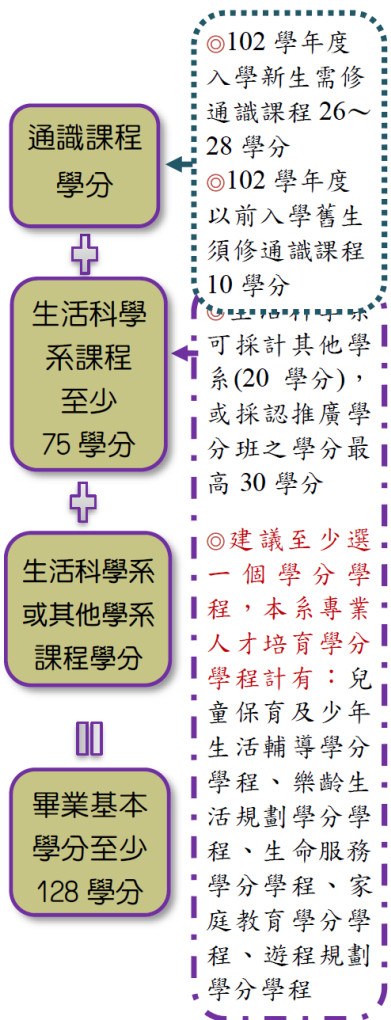 通識課程
學分
◎102 學年度
入學新生需修
通識課程 26～
28 學分
◎102 學年度
以前入學舊生
須修通識課程
10 學分
生活科學
系課程
至少
75 學分
◎生活科學系
可採計其他學
系(20 學分)，
或採認推廣學
分班之學分最
高 30 學分
◎建議至少選
一個學分學
程，本系專業
人才培育學分
學程計有：兒
童保育及少年
生活輔導學分
學程、樂齡生
活規劃學分學
程、生命服務
學分學程、家
庭教育學分學
程、遊程規劃
學分學程
生活科學系
或其他學系
課程學分
畢業基本
學分至少
128 學分